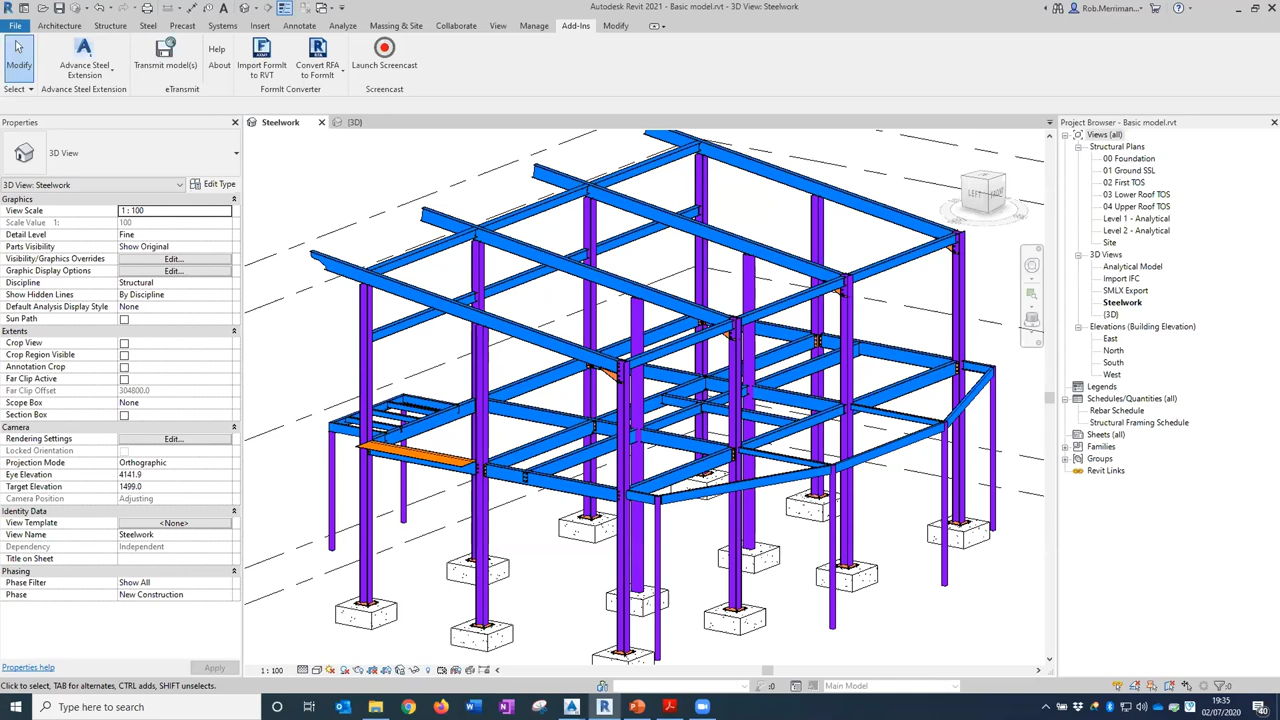 Autodesk Revit 2021 - Basic model.rvt - 3D View: Steelwork
Rob.Merriman...
File Architecture Structure Steel Precast Systems Insert Annotate Analyze Massing & Site Collaborate View Manage Add-Ins Modify
Modify
Advance Steel
Extension
Transmit model(s)
Help
About
Import FormIt
to RVT
Convert RFA
to FormIt
Launch Screencast
Select Advance Steel Extension eTransmit FormIt Converter Screencast
Properties
3D View
3D View: Steelwork Edit Type
Graphics
View Scale 1 : 100
Scale Value 1: 100
Detail Level Fine
Parts Visibility Show Original
Visibility/Graphics Overrides Edit...
Graphic Display Options Edit...
Discipline Structural
Show Hidden Lines By Discipline
Default Analysis Display Style None
Sun Path
Extents
Crop View
Crop Region Visible
Annotation Crop
Far Clip Active
Far Clip Offset 304800.0
Scope Box None
Section Box
Camera
Rendering Settings Edit...
Locked Orientation
Projection Mode Orthographic
Eye Elevation 4141.9
Target Elevation 1499.0
Camera Position Adjusting
Identity Data
View Template <None>
View Name Steelwork
Dependency Independent
Title on Sheet
Phasing
Phase Filter Show All
Phase New Construction
Properties help Apply
Steelwork {3D}
LEFT
1 : 100
Project Browser - Basic model.rvt
Views (all)
Structural Plans
00 Foundation
01 Ground SSL
02 First TOS
03 Lower Roof TOS
04 Upper Roof TOS
Level 1 - Analytical
Level 2 - Analytical
Site
3D Views
Analytical Model
Import IFC
SMLX Export
Steelwork
{3D}
Elevations (Building Elevation)
East
North
South
West
Legends
Schedules/Quantities (all)
Rebar Schedule
Structural Framing Schedule
Sheets (all)
Families
Groups
Revit Links
Click to select, TAB for alternates, CTRL adds, SHIFT unselects.
:0 Main Model :0
Type here to search
ENG
19:35
02/07/2020